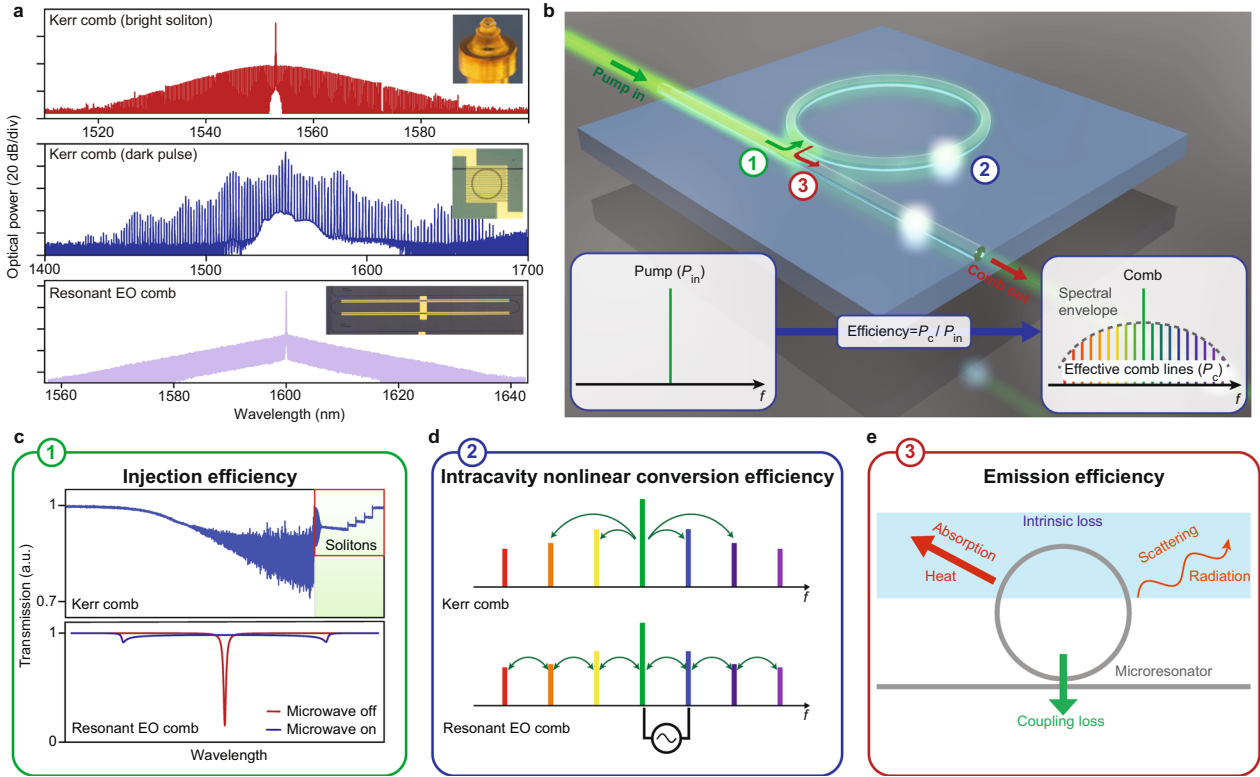 a
Optical power (20 dB/div)
Kerr comb (bright soliton)
1520 1540 1560 1580
Kerr comb (dark pulse)
1400 1500 1600 1700
Resonant EO comb
1560 1580 1600 1620 1640
Wavelength (nm)
b
Pump in
1
3
2
Comb out
Pump (Pin)
f
Efficiency=Pc / Pin
Comb
Spectral
envelope
Effective comb lines (Pc)
f
c
1
Injection efficiency
Transmission (a.u.)
1
Solitons
0.7
Kerr comb
1
Microwave off
Microwave on
0
Resonant EO comb
Wavelength
d
2
Intracavity nonlinear conversion efficiency
f
Kerr comb
f
Resonant EO comb
e
3
Emission efficiency
Intrinsic loss
Absorption
Heat
Scattering
Radiation
Microresonator
Coupling loss